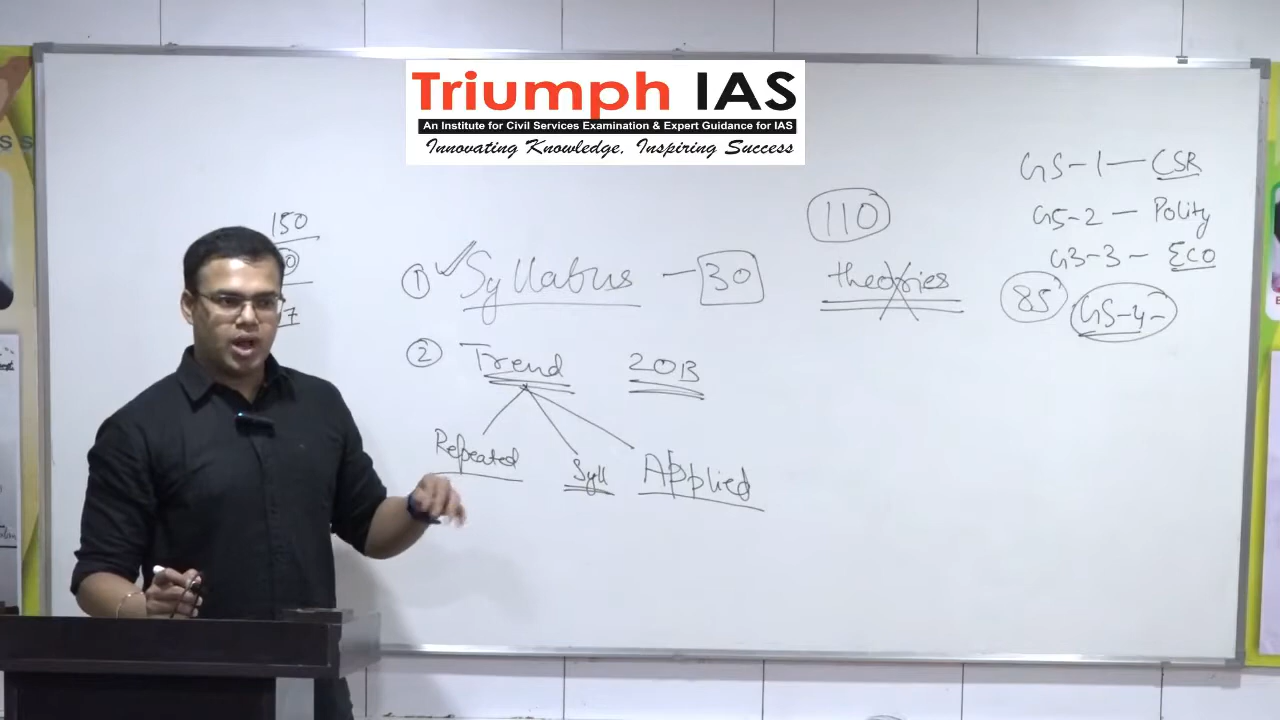 Triumph IAS
An Institute for Civil Services Examination & Expert Guidance for IAS
Innovating Knowledge, Inspiring Success
GS-1 — CSR
GS-2 — Polity
GS-3 - ECO
85 GS-4-
110
theories
150
① ✓ Syllabus — 30
② Trend 2013
Repeated Syll Applied